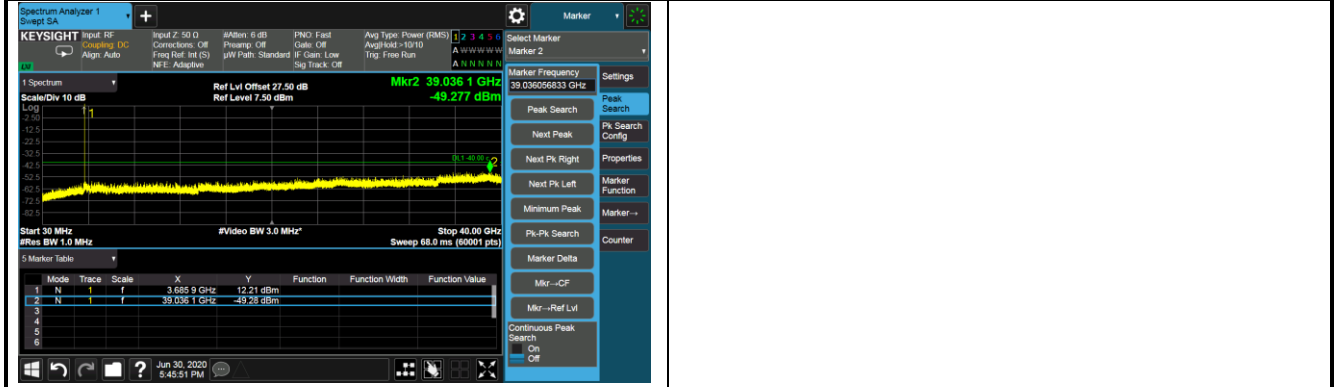 Spectrum Analyzer 1
Swept SA
+
Marker
KEYSIGHT
Input: RF
Coupling: DC
Align: Auto
Input Z: 50 Ω
Corrections: Off
Freq Ref: Int (S)
NFE: Adaptive
#Atten: 6 dB
Preamp: Off
µW Path: Standard
PNO: Fast
Gate: Off
IF Gain: Low
Sig Track: Off
Avg Type: Power (RMS)
Avg|Hold:>10/10
Trig: Free Run
1 2 3 4 5 6
A W W W W W
A N N N N N
LW
Select Marker
Marker 2
1 Spectrum
Scale/Div 10 dB
Log
Ref Lvl Offset 27.50 dB
Ref Level 7.50 dBm
Mkr2 39.036 1 GHz
-49.277 dBm
1
-2.50
-12.5
-22.5
-32.5
-42.5
-52.5
-62.5
-72.5
-82.5
DL1 -40.00
2
Start 30 MHz
#Res BW 1.0 MHz
#Video BW 3.0 MHz*
Stop 40.00 GHz
Sweep 68.0 ms (60001 pts)
5 Marker Table
Mode Trace Scale X Y Function Function Width Function Value
1 N 1 f 3.685 9 GHz 12.21 dBm
2 N 1 f 39.036 1 GHz -49.28 dBm
3
4
5
6
Marker Frequency
39.036056833 GHz
Peak Search
Next Peak
Next Pk Right
Next Pk Left
Minimum Peak
Pk-Pk Search
Marker Delta
Mkr→CF
Mkr→Ref Lvl
Continuous Peak
Search
On
Off
Settings
Peak
Search
Pk Search
Config
Properties
Marker
Function
Marker→
Counter
?
Jun 30, 2020
5:45:51 PM